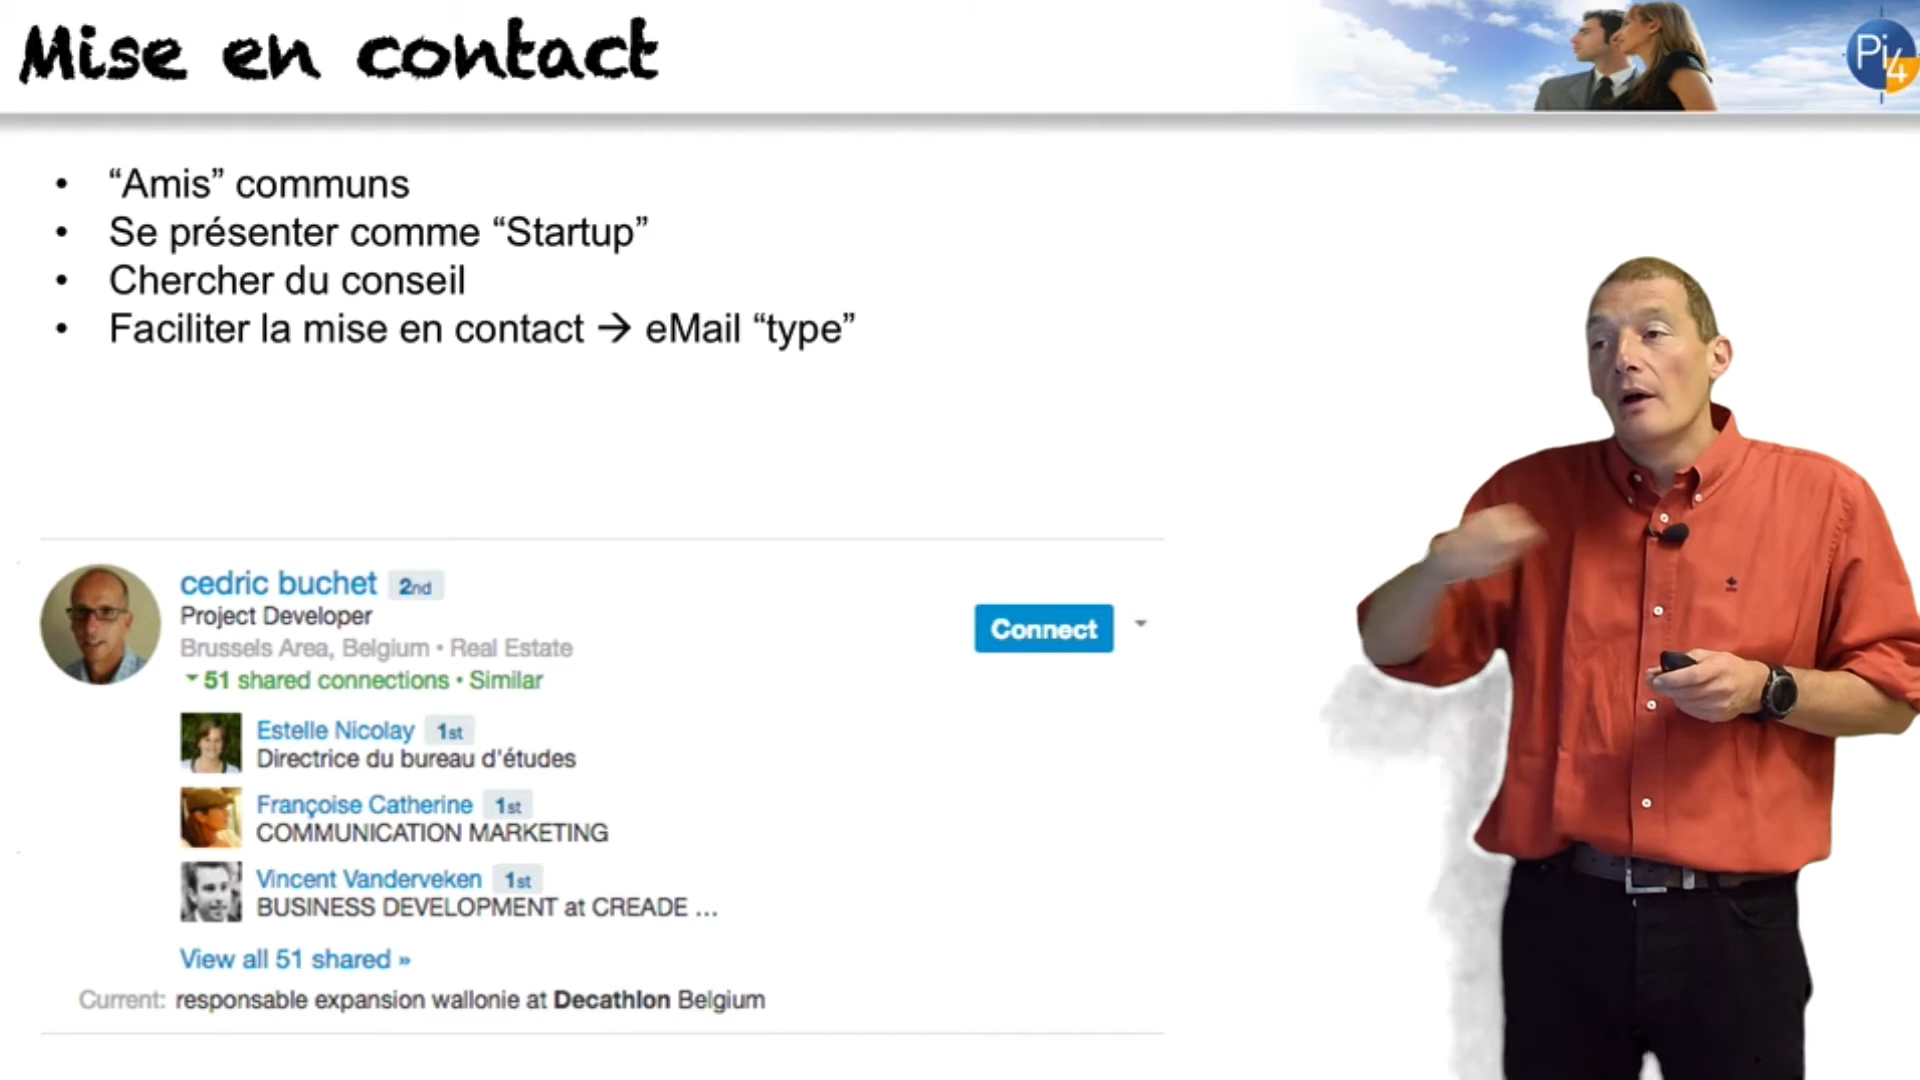 Mise en contact
Pi4
• “Amis” communs
• Se présenter comme “Startup”
• Chercher du conseil
• Faciliter la mise en contact → eMail “type”
cedric buchet 2nd
Project Developer
Connect
Brussels Area, Belgium • Real Estate
51 shared connections • Similar
Estelle Nicolay 1st
Directrice du bureau d'études
Françoise Catherine 1st
COMMUNICATION MARKETING
Vincent Vanderveken 1st
BUSINESS DEVELOPMENT at CREADE ...
View all 51 shared »
Current: responsable expansion wallonie at Decathlon Belgium